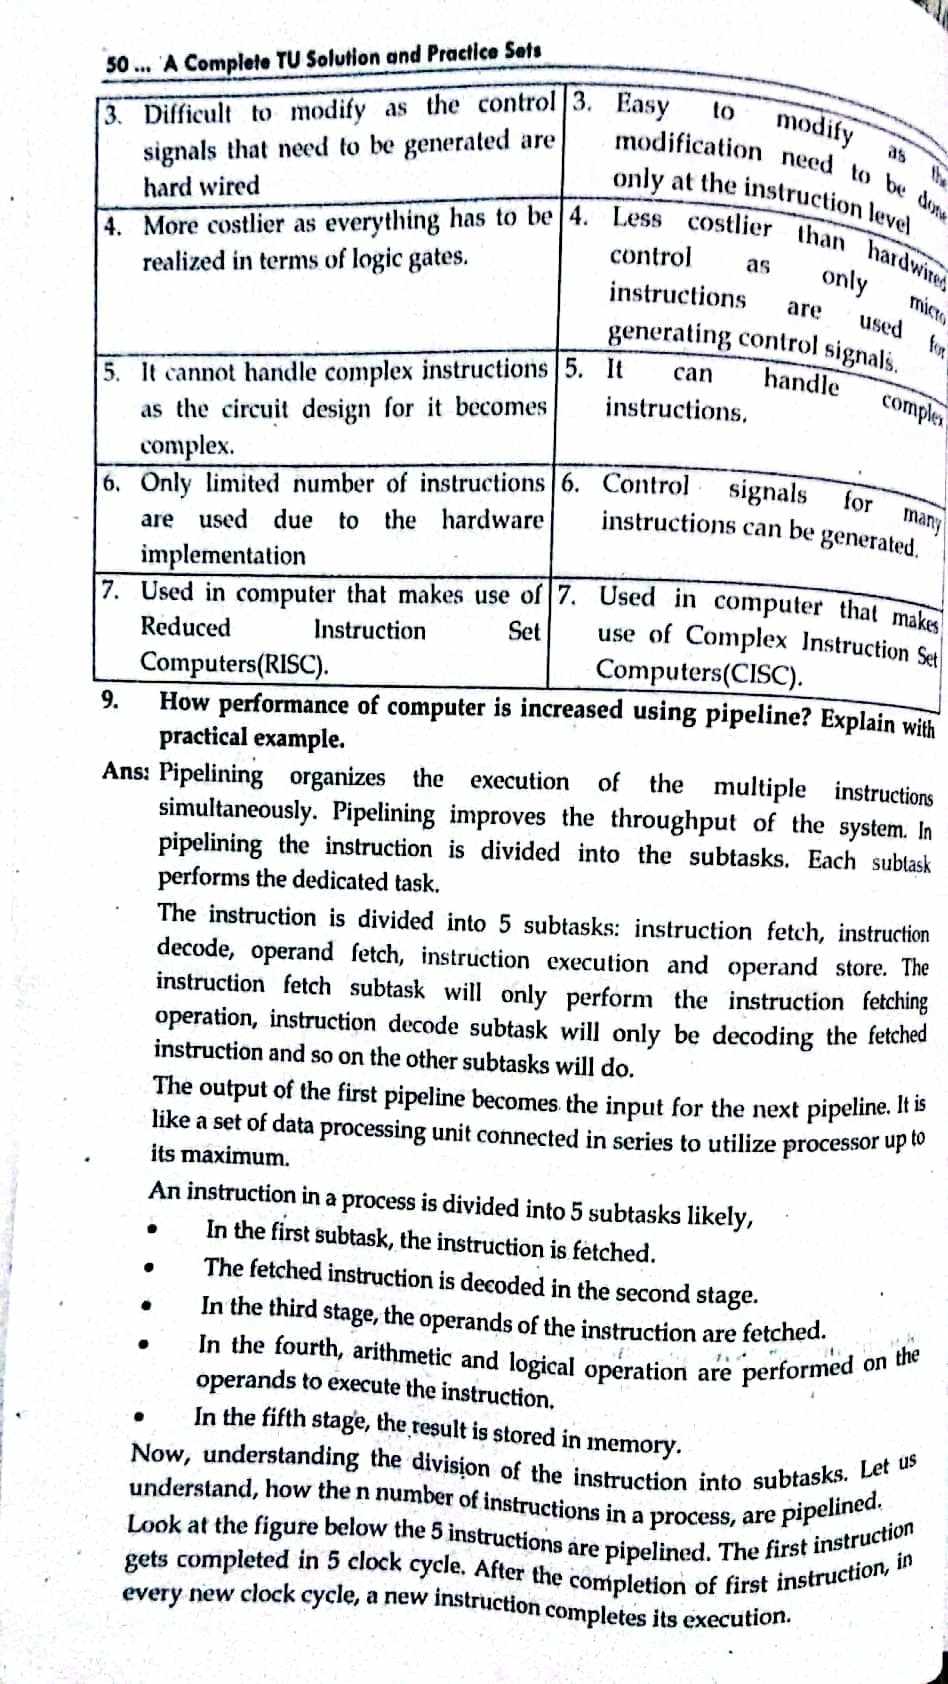 50 ... A Complete TU Solution and Practice Sets
3. Difficult to modify as the control
signals that need to be generated are
hard wired
3. Easy to modify as the
modification need to be done
only at the instruction level
4. More costlier as everything has to be
realized in terms of logic gates.
4. Less costlier than hardwired
control as only micro
instructions are used for
generating control signals.
5. It cannot handle complex instructions
as the circuit design for it becomes
complex.
5. It can handle complex
instructions.
6. Only limited number of instructions
are used due to the hardware
implementation
6. Control signals for many
instructions can be generated.
7. Used in computer that makes use of
Reduced Instruction Set
Computers(RISC).
7. Used in computer that makes
use of Complex Instruction Set
Computers(CISC).
9. How performance of computer is increased using pipeline? Explain with
practical example.
Ans: Pipelining organizes the execution of the multiple instructions
simultaneously. Pipelining improves the throughput of the system. In
pipelining the instruction is divided into the subtasks. Each subtask
performs the dedicated task.
The instruction is divided into 5 subtasks: instruction fetch, instruction
decode, operand fetch, instruction execution and operand store. The
instruction fetch subtask will only perform the instruction fetching
operation, instruction decode subtask will only be decoding the fetched
instruction and so on the other subtasks will do.
The output of the first pipeline becomes the input for the next pipeline. It is
like a set of data processing unit connected in series to utilize processor up to
its maximum.
An instruction in a process is divided into 5 subtasks likely,
• In the first subtask, the instruction is fetched.
• The fetched instruction is decoded in the second stage.
• In the third stage, the operands of the instruction are fetched.
• In the fourth, arithmetic and logical operation are performed on the
operands to execute the instruction.
• In the fifth stage, the result is stored in memory.
Now, understanding the division of the instruction into subtasks. Let us
understand, how the n number of instructions in a process, are pipelined.
Look at the figure below the 5 instructions are pipelined. The first instruction
gets completed in 5 clock cycle. After the completion of first instruction, in
every new clock cycle, a new instruction completes its execution.